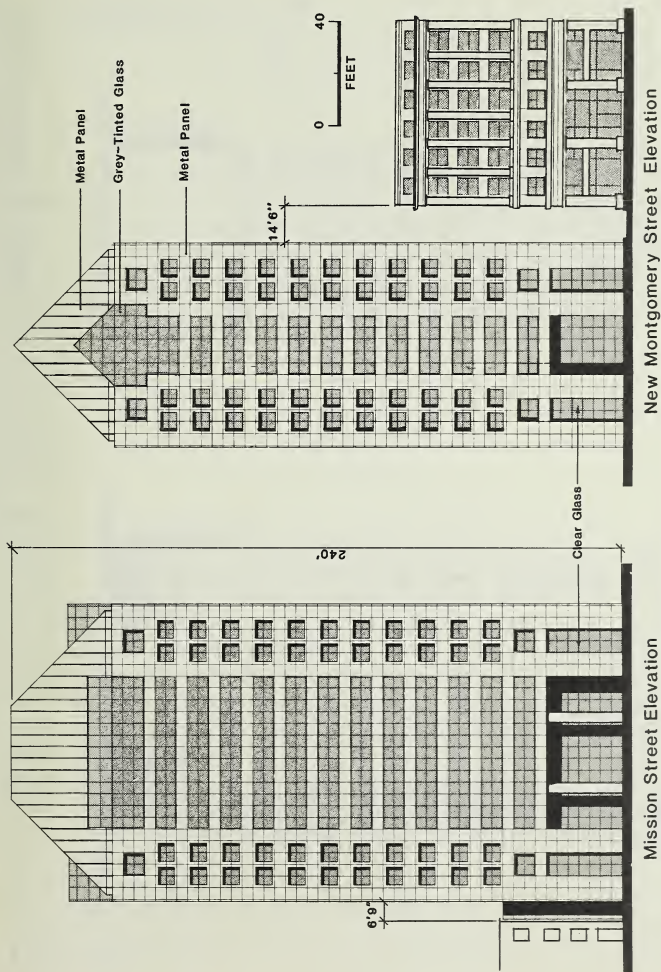 Metal Panel
Grey-Tinted Glass
Metal Panel
0
40
FEET
14'6"
New Montgomery Street Elevation
240'
Clear Glass
6'9"
Mission Street Elevation